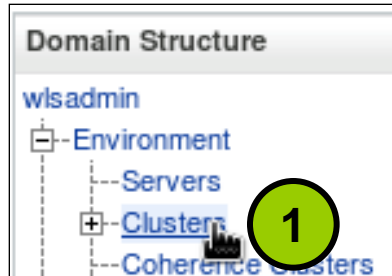 Domain Structure
wlsadmin
Environment
Servers
Clusters
1
Coherence Clusters